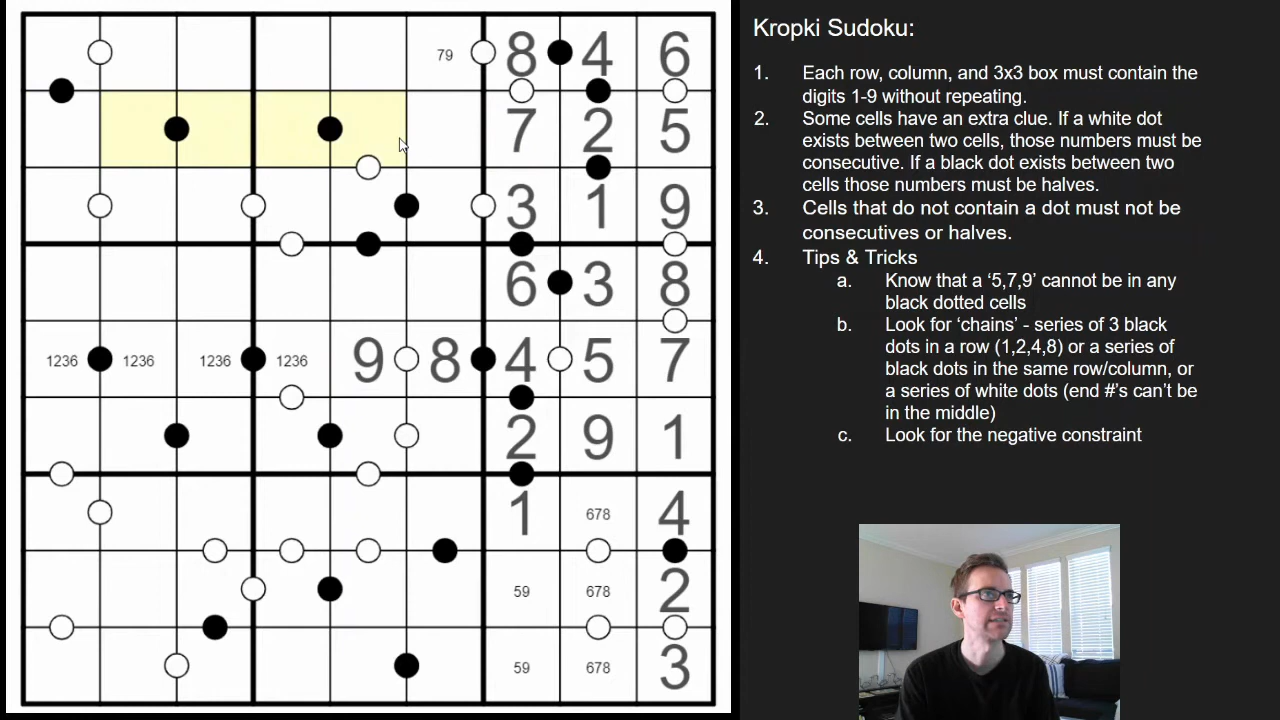 Kropki Sudoku:
1. Each row, column, and 3x3 box must contain the
digits 1-9 without repeating.
2. Some cells have an extra clue. If a white dot
exists between two cells, those numbers must be
consecutive. If a black dot exists between two
cells those numbers must be halves.
3. Cells that do not contain a dot must not be
consecutives or halves.
4. Tips & Tricks
a. Know that a ‘5,7,9’ cannot be in any
black dotted cells
b. Look for ‘chains’ - series of 3 black
dots in a row (1,2,4,8) or a series of
black dots in the same row/column, or
a series of white dots (end #'s can't be
in the middle)
c. Look for the negative constraint
79 8 4 6
7 2 5
3 1 9
6 3 8
1236 1236 1236 1236 9 8 4 5 7
2 9 1
1 678 4
59 678 2
59 678 3